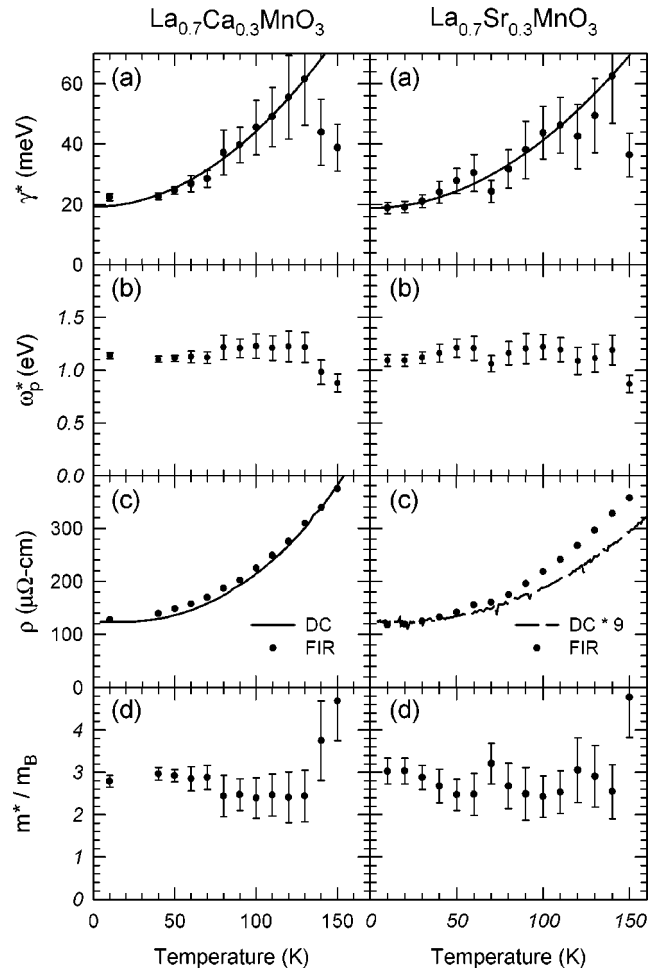 La₀.₇Ca₀.₃MnO₃ La₀.₇Sr₀.₃MnO₃
(a) (a)
60
40
20
0
γ* (meV)
(b) (b)
1.5
1.0
0.5
0.0
ωₚ* (eV)
(c) (c)
300
200
100
0
ρ (μΩ-cm)
DC DC * 9
FIR FIR
(d) (d)
4
3
2
1
0
m* / m_B
0 50 100 150 0 50 100 150
Temperature (K) Temperature (K)